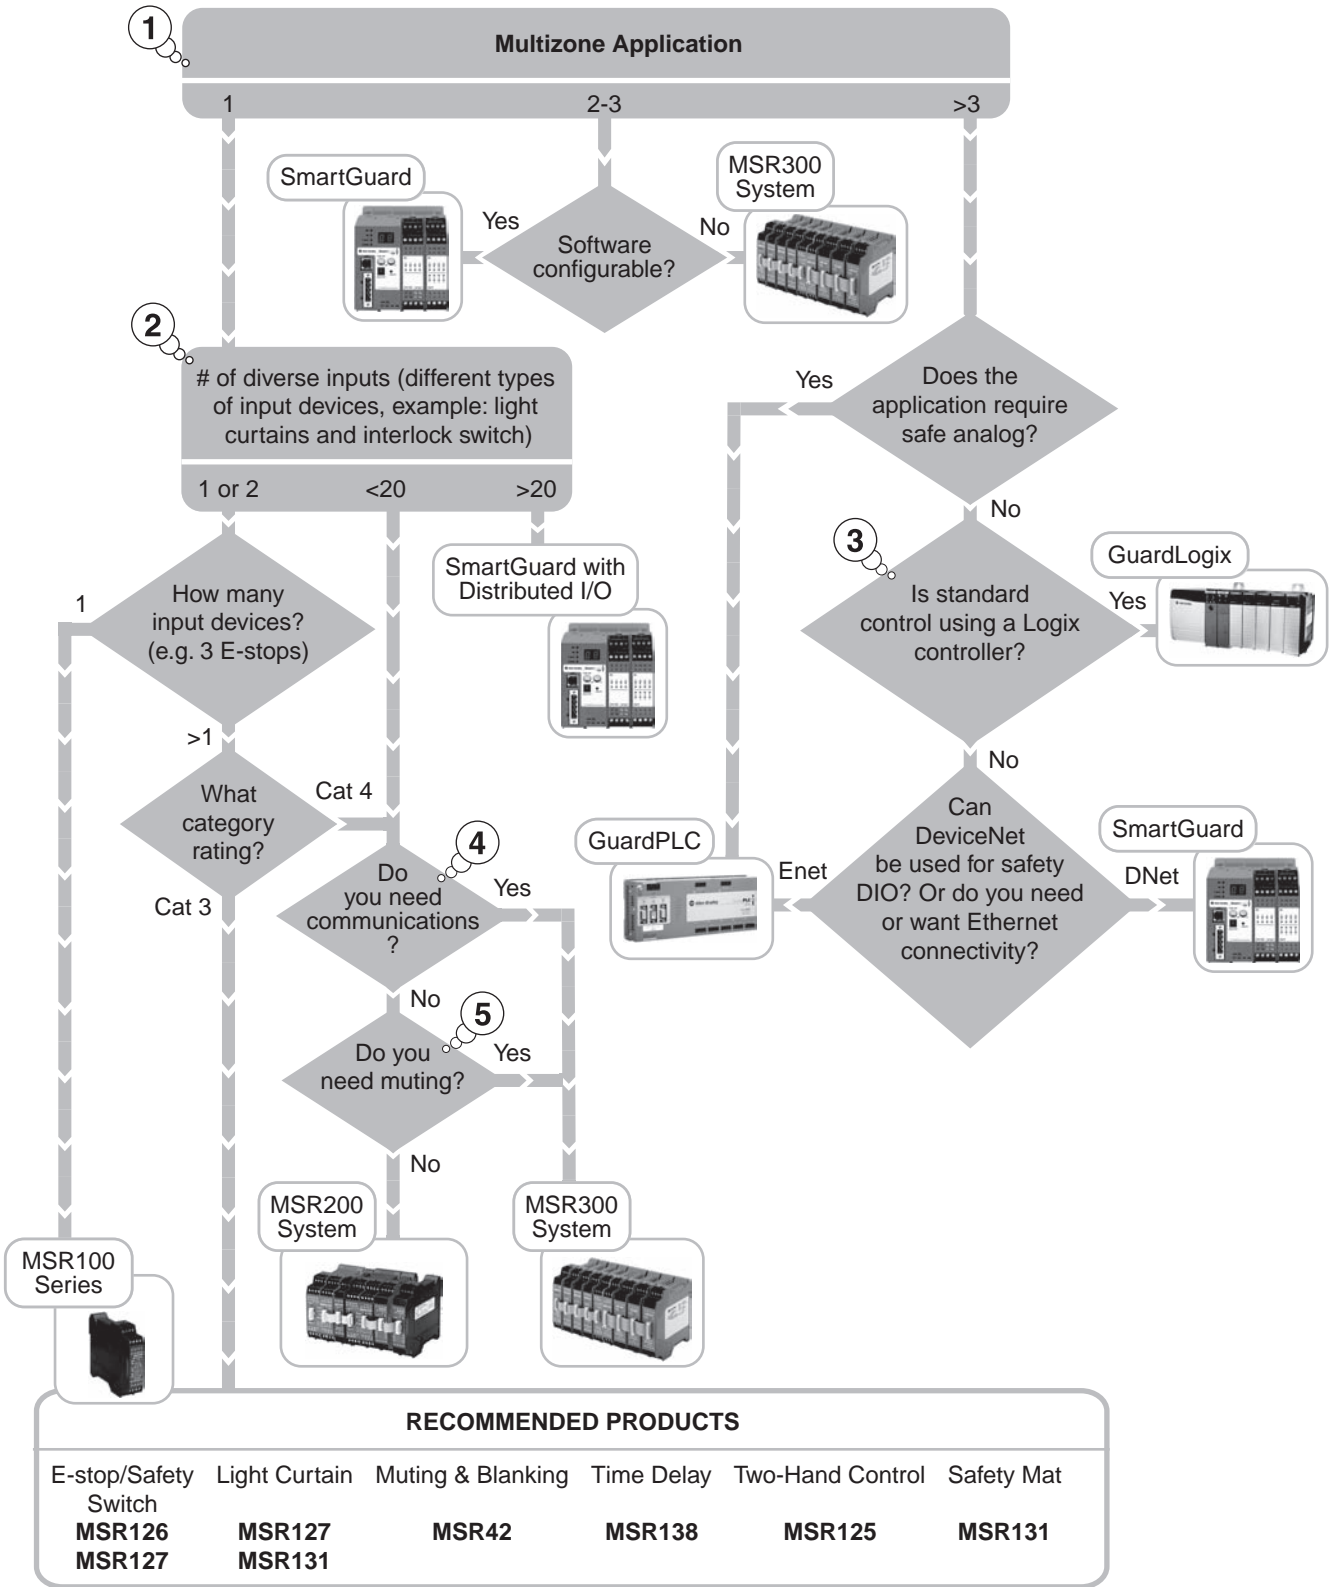 1
Multizone Application
1
2-3
>3
SmartGuard
MSR300
System
Yes
No
Software
configurable?
2
# of diverse inputs (different types
of input devices, example: light
curtains and interlock switch)
1 or 2
<20
>20
Yes
Does the
application require
safe analog?
No
3
Is standard
control using a Logix
controller?
GuardLogix
Yes
SmartGuard with
Distributed I/O
1
How many
input devices?
(e.g. 3 E-stops)
>1
What
category
rating?
Cat 4
Cat 3
No
Can
DeviceNet
be used for safety
DIO? Or do you need
or want Ethernet
connectivity?
GuardPLC
Enet
SmartGuard
DNet
4
Do
you need
communications
?
Yes
No
5
Do you
need muting?
Yes
No
MSR200
System
MSR300
System
MSR100
Series
RECOMMENDED PRODUCTS
E-stop/Safety
Switch
MSR126
MSR127
Light Curtain
MSR127
MSR131
Muting & Blanking
MSR42
Time Delay
MSR138
Two-Hand Control
MSR125
Safety Mat
MSR131